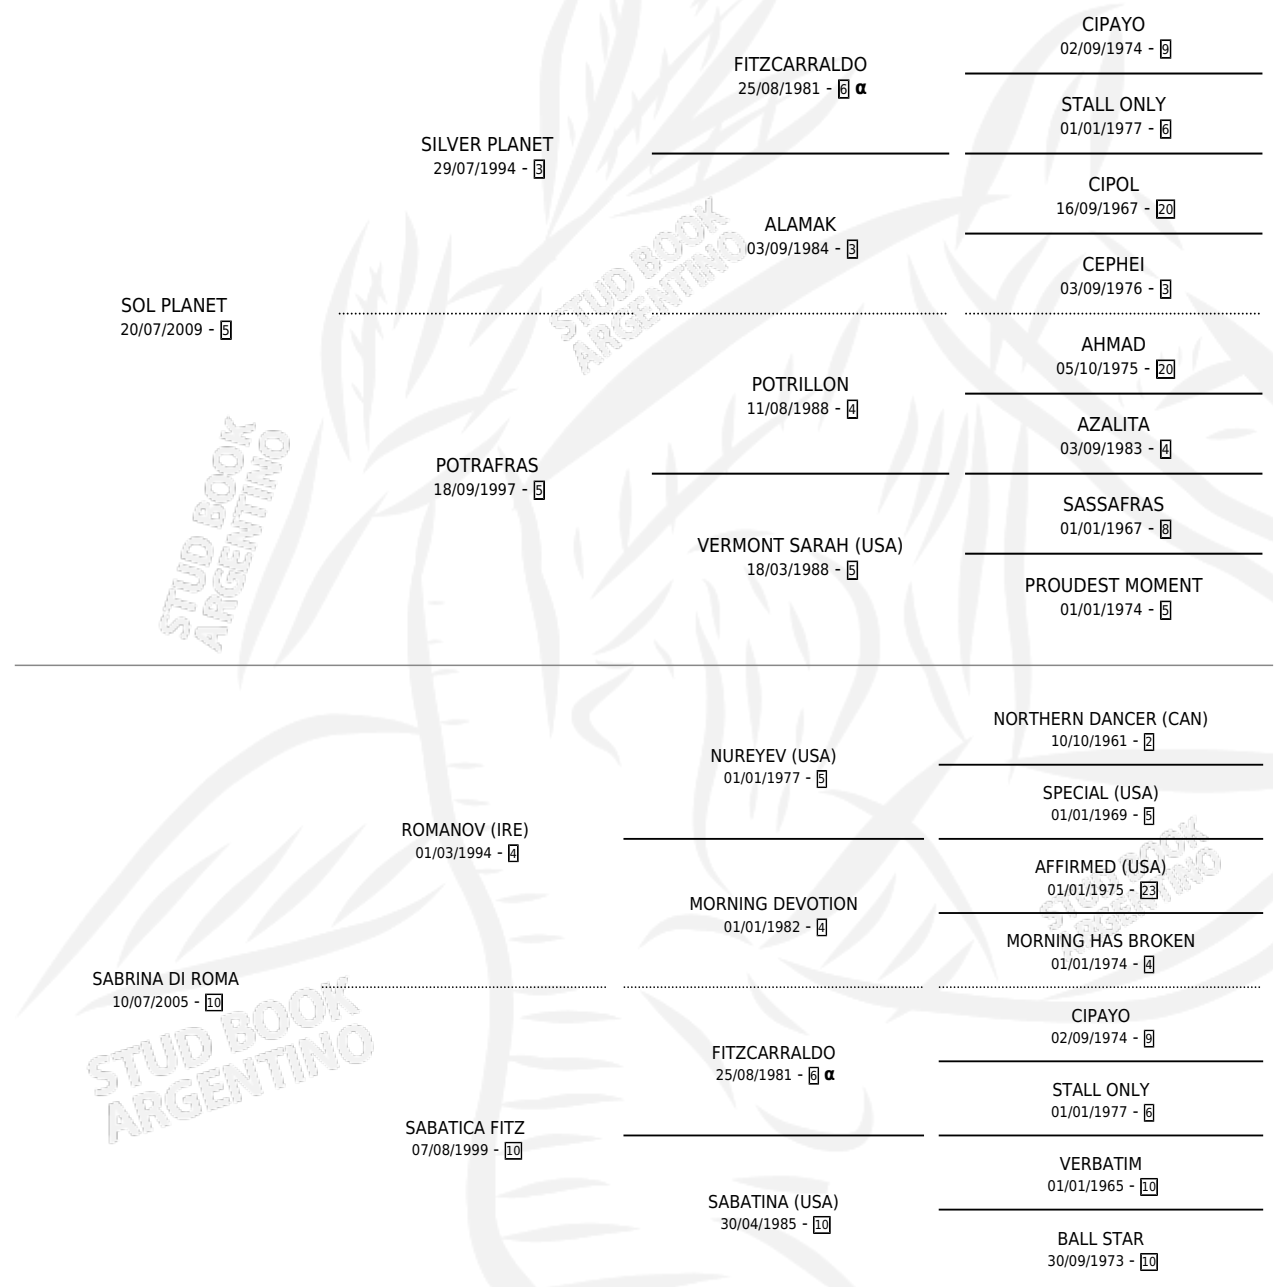 CIPAYO
02/09/1974 - 9
FITZCARRALDO
25/08/1981 - 6 α
STALL ONLY
01/01/1977 - 6
SILVER PLANET
29/07/1994 - 3
CIPOL
16/09/1967 - 20
ALAMAK
03/09/1984 - 3
CEPHEI
03/09/1976 - 3
SOL PLANET
20/07/2009 - 5
STUD BOOK
ARGENTINO
AHMAD
05/10/1975 - 20
POTRILLON
11/08/1988 - 4
AZALITA
03/09/1983 - 4
POTRAFRAS
18/09/1997 - 5
STUD BOOK
ARGENTINO
SASSAFRAS
01/01/1967 - 8
VERMONT SARAH (USA)
18/03/1988 - 5
PROUDEST MOMENT
01/01/1974 - 5
NORTHERN DANCER (CAN)
10/10/1961 - 2
NUREYEV (USA)
01/01/1977 - 5
SPECIAL (USA)
01/01/1969 - 5
ROMANOV (IRE)
01/03/1994 - 4
AFFIRMED (USA)
01/01/1975 - 23
STUD BOOK
ARGENTINO
MORNING DEVOTION
01/01/1982 - 4
MORNING HAS BROKEN
01/01/1974 - 4
SABRINA DI ROMA
10/07/2005 - 10
STUD BOOK
ARGENTINO
CIPAYO
02/09/1974 - 9
FITZCARRALDO
25/08/1981 - 6 α
STALL ONLY
01/01/1977 - 6
SABATICA FITZ
07/08/1999 - 10
VERBATIM
01/01/1965 - 10
SABATINA (USA)
30/04/1985 - 10
BALL STAR
30/09/1973 - 10